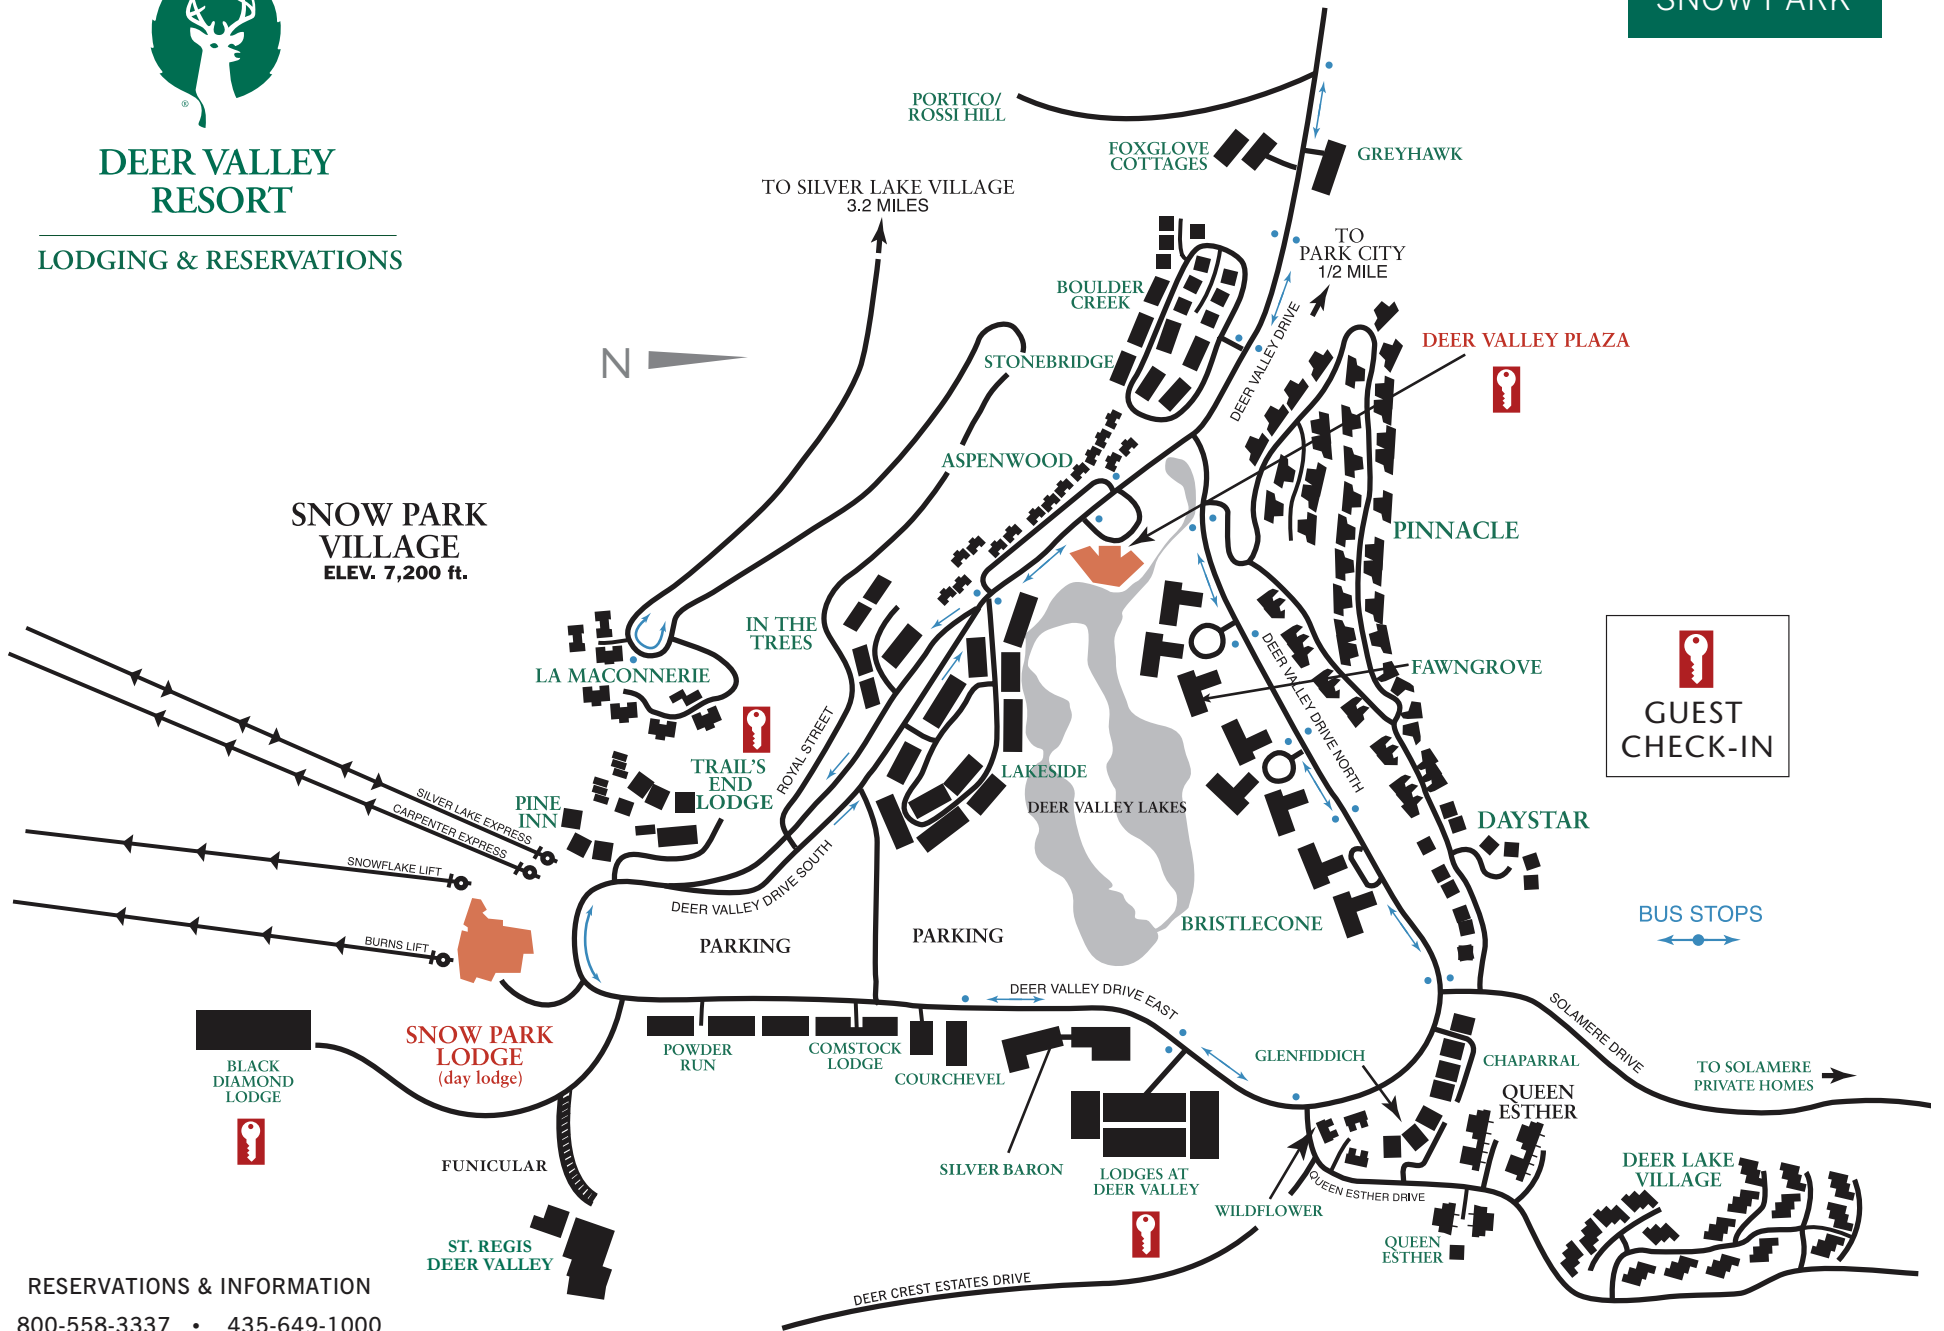 SNOW PARK
®
DEER VALLEY
RESORT
LODGING & RESERVATIONS
PORTICO/
ROSSI HILL
FOXGLOVE
COTTAGES
GREYHAWK
TO SILVER LAKE VILLAGE
3.2 MILES
TO
PARK CITY
1/2 MILE
BOULDER
CREEK
DEER VALLEY DRIVE
DEER VALLEY PLAZA
N
STONEBRIDGE
ASPENWOOD
SNOW PARK
VILLAGE
ELEV. 7,200 ft.
PINNACLE
IN THE
TREES
LA MACONNERIE
DEER VALLEY DRIVE NORTH
FAWNGROVE
GUEST
CHECK-IN
ROYAL STREET
TRAIL'S
END
LODGE
PINE
INN
LAKESIDE
DEER VALLEY LAKES
SILVER LAKE EXPRESS
CARPENTER EXPRESS
SNOWFLAKE LIFT
BURNS LIFT
DAYSTAR
DEER VALLEY DRIVE SOUTH
PARKING
PARKING
BRISTLECONE
BUS STOPS
DEER VALLEY DRIVE EAST
SOLAMERE DRIVE
SNOW PARK
LODGE
(day lodge)
BLACK
DIAMOND
LODGE
POWDER
RUN
COMSTOCK
LODGE
COURCHEVEL
GLENFIDDICH
CHAPARRAL
TO SOLAMERE
PRIVATE HOMES
QUEEN
ESTHER
FUNICULAR
SILVER BARON
LODGES AT
DEER VALLEY
WILDFLOWER
QUEEN ESTHER DRIVE
DEER LAKE
VILLAGE
QUEEN
ESTHER
ST. REGIS
DEER VALLEY
DEER CREST ESTATES DRIVE
RESERVATIONS & INFORMATION
800-558-3337 • 435-649-1000